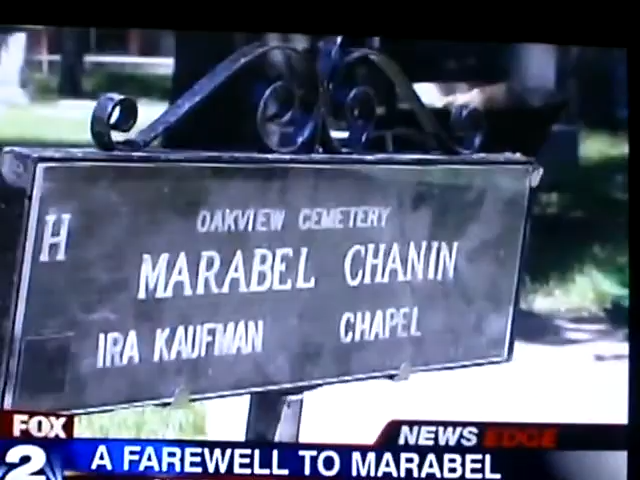 OAKVIEW CEMETERY
H
MARABEL CHANIN
IRA KAUFMAN CHAPEL
FOX
2
NEWS EDGE
A FAREWELL TO MARABEL